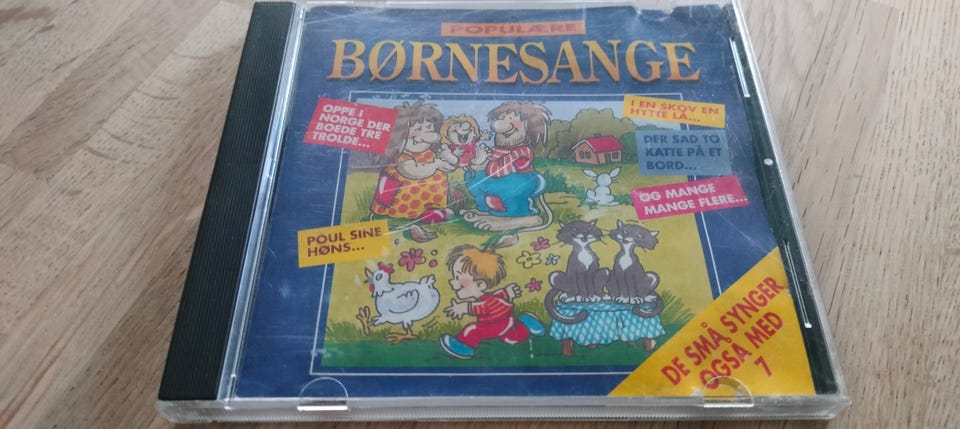 POPULÆRE
BØRNESANGE
OPPE I
NORGE DER
BOEDE TRE
TROLDE...
I EN SKOV EN
HYTTE LÅ...
DER SAD TO
KATTE PÅ ET
BORD...
OG MANGE
MANGE FLERE...
POUL SINE
HØNS...
DE SMÅ SYNGER
OGSÅ MED
7